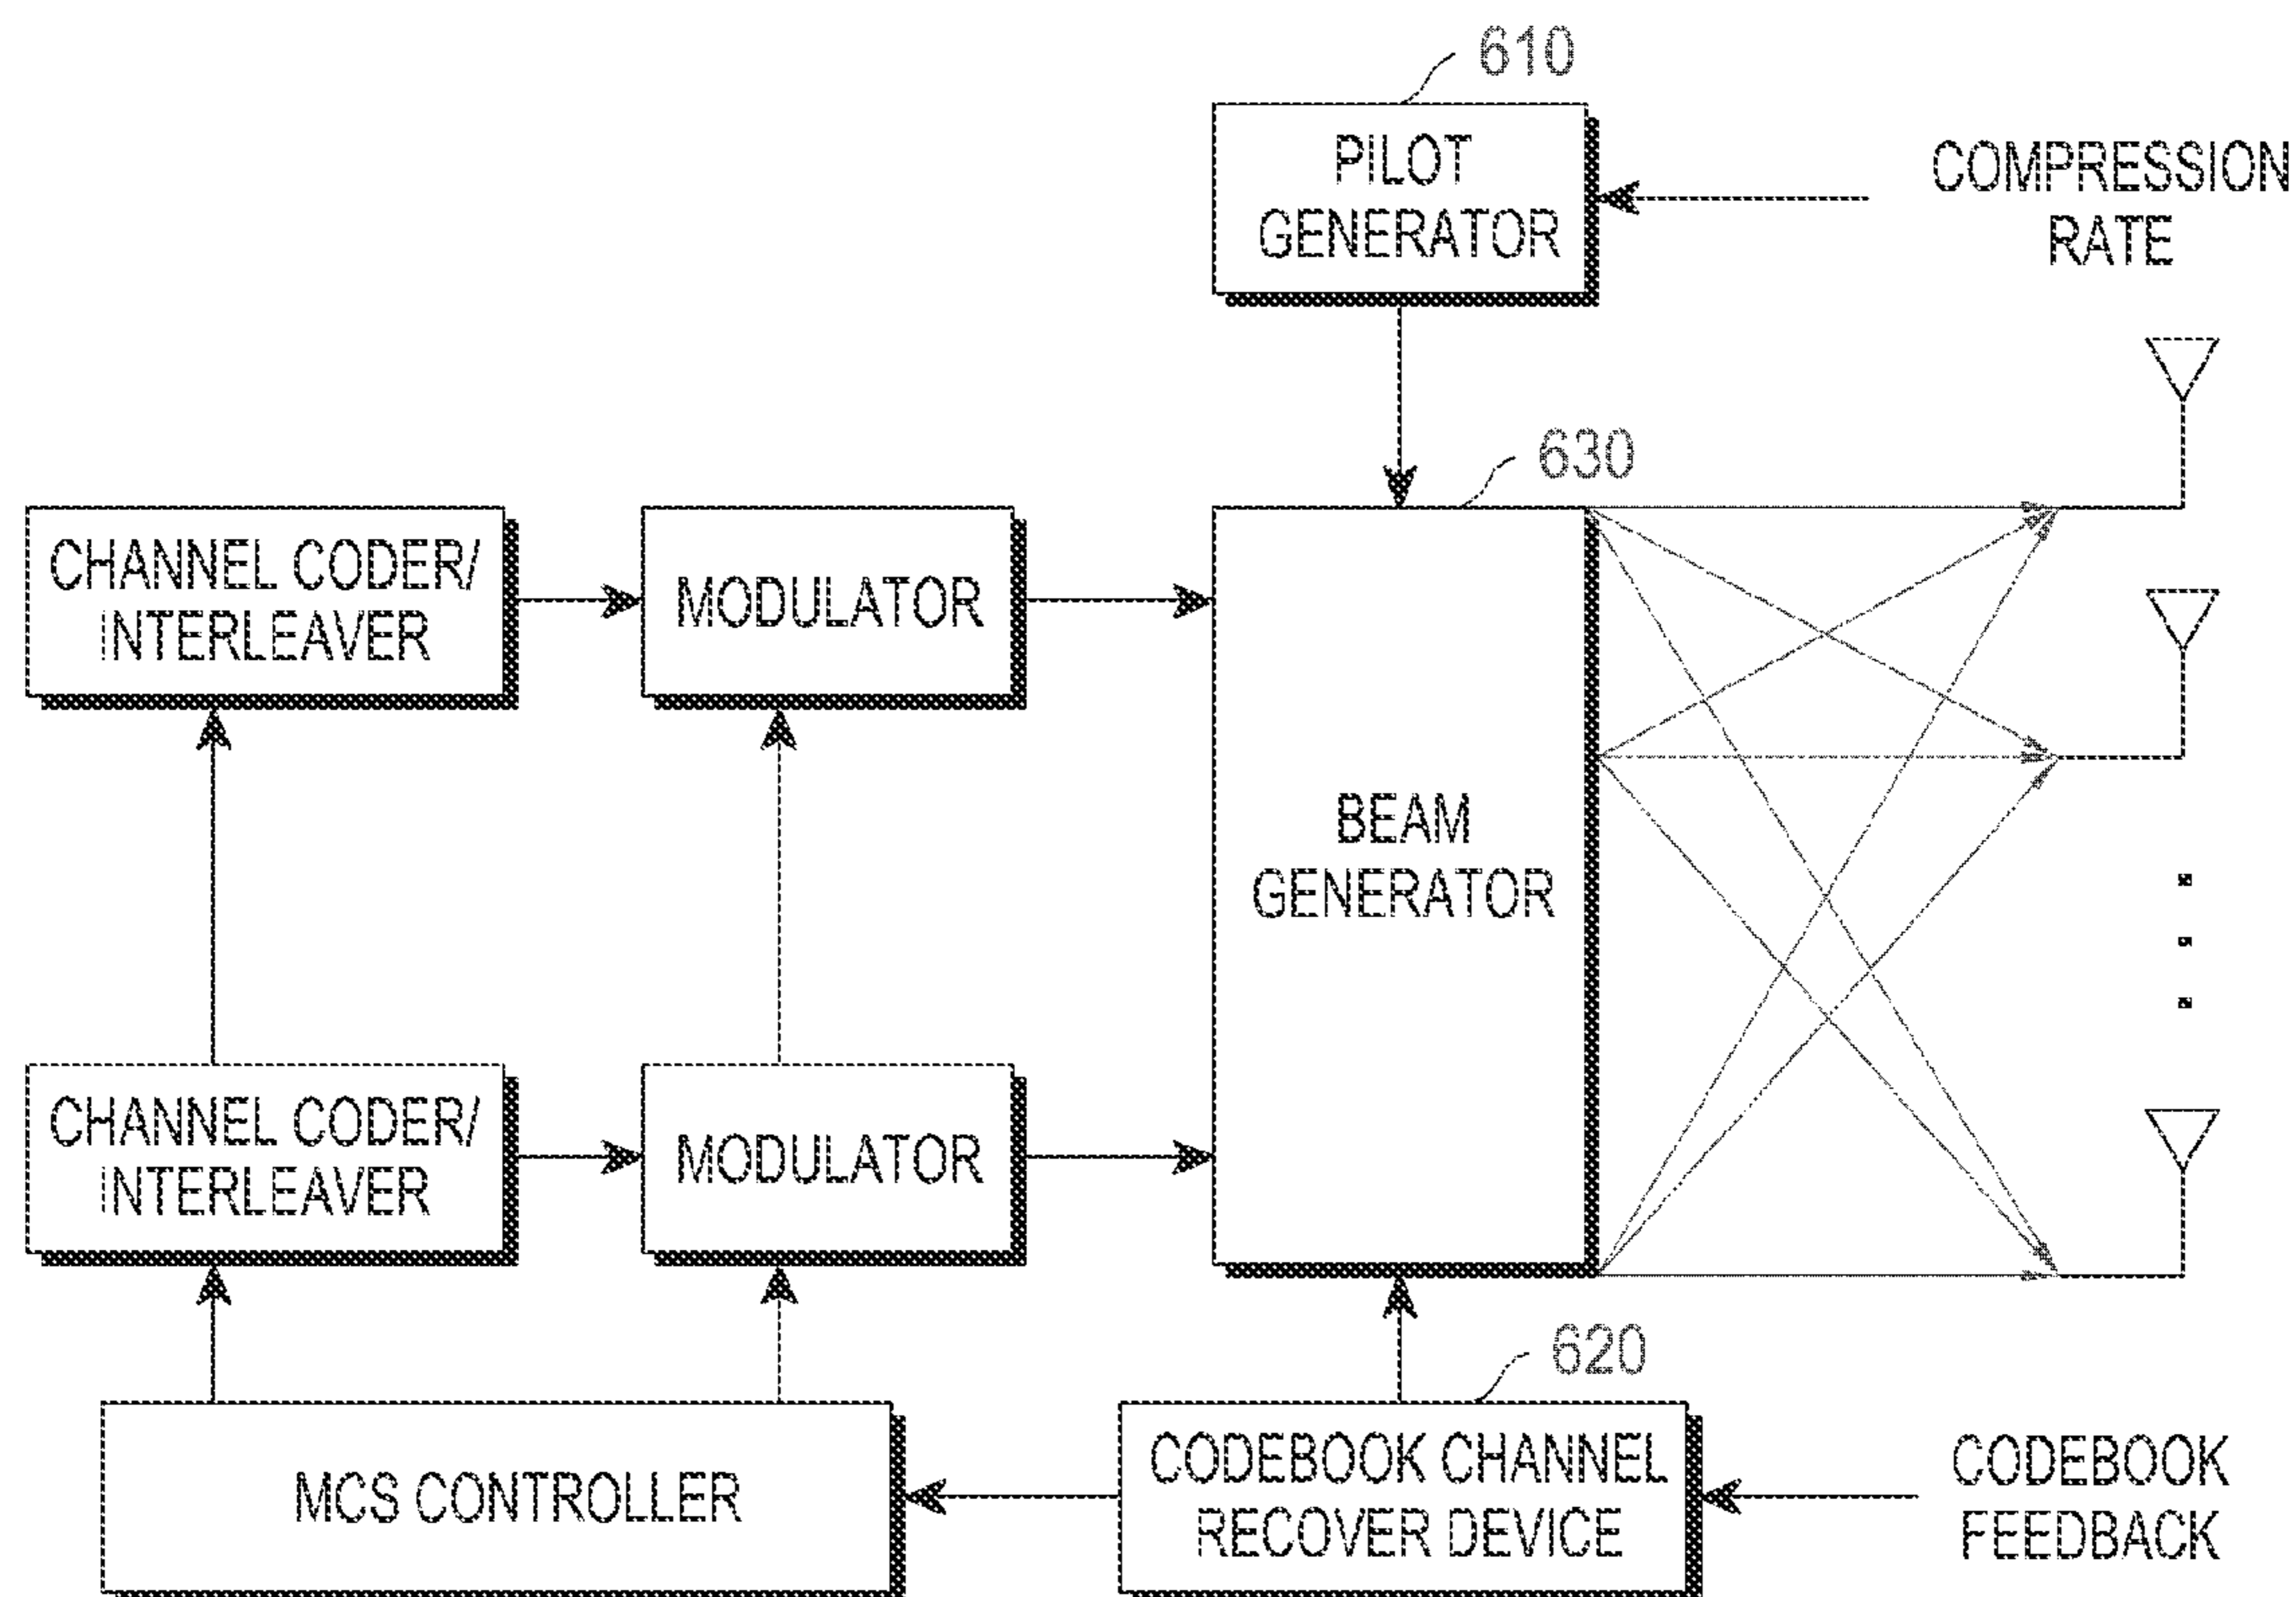 610
PILOT
GENERATOR
COMPRESSION
RATE
630
CHANNEL CODER/
INTERLEAVER
MODULATOR
BEAM
GENERATOR
CHANNEL CODER/
INTERLEAVER
MODULATOR
620
MCS CONTROLLER
CODEBOOK CHANNEL
RECOVER DEVICE
CODEBOOK
FEEDBACK